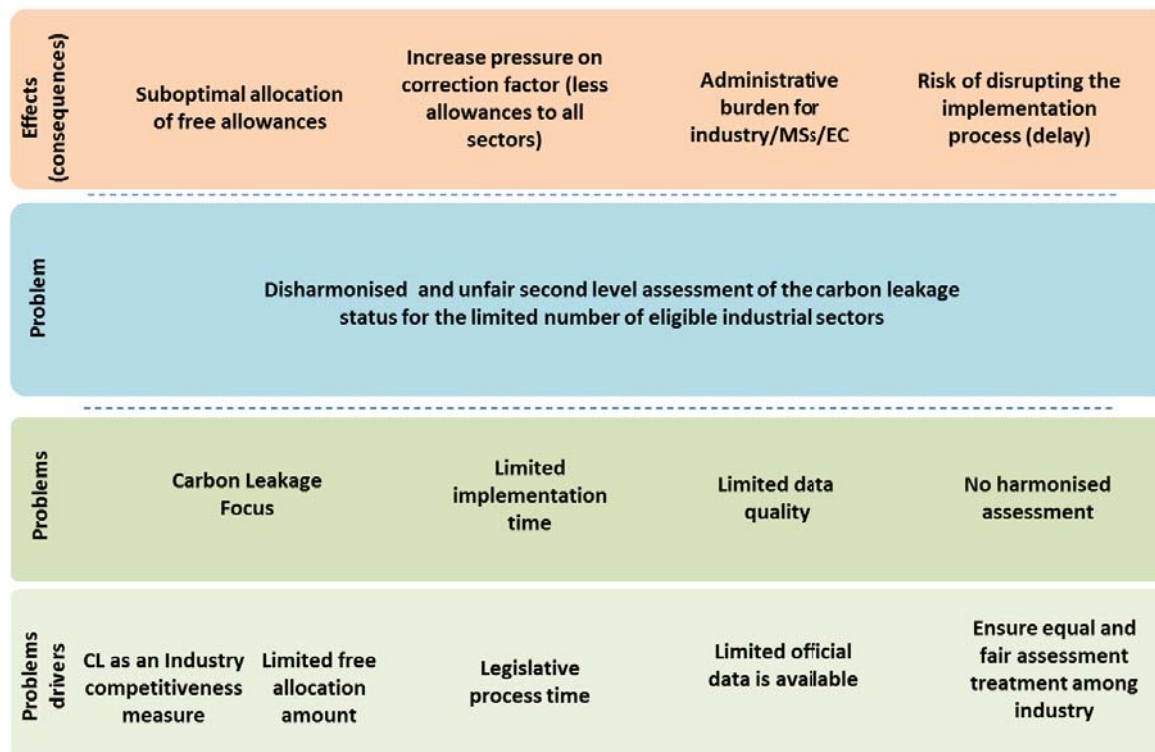 Effects
(consequences)
Suboptimal allocation
of free allowances
Increase pressure on
correction factor (less
allowances to all
sectors)
Administrative
burden for
industry/MSs/EC
Risk of disrupting the
implementation
process (delay)
Problem
Disharmonised and unfair second level assessment of the carbon leakage
status for the limited number of eligible industrial sectors
Problems
Carbon Leakage
Focus
Limited
implementation
time
Limited data
quality
No harmonised
assessment
Problems
drivers
CL as an Industry
competitiveness
measure
Limited free
allocation
amount
Legislative
process time
Limited official
data is available
Ensure equal and
fair assessment
treatment among
industry